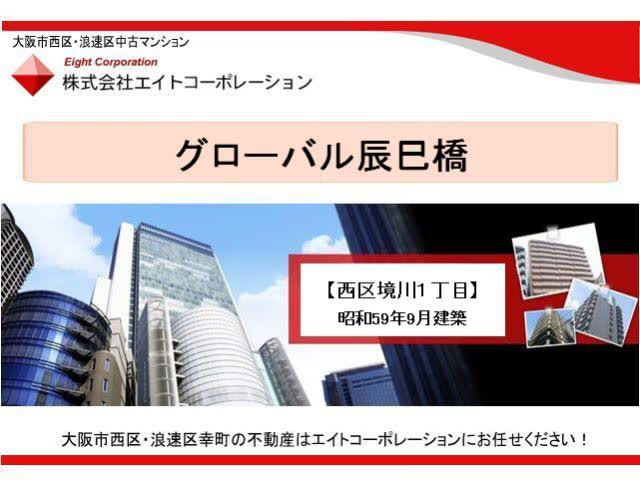 大阪市西区・浪速区中古マンション
Eight Corporation
株式会社エイトコーポレーション
グローバル辰巳橋
【西区境川1丁目】
昭和59年9月建築
大阪市西区・浪速区幸町の不動産はエイトコーポレーションにお任せください！